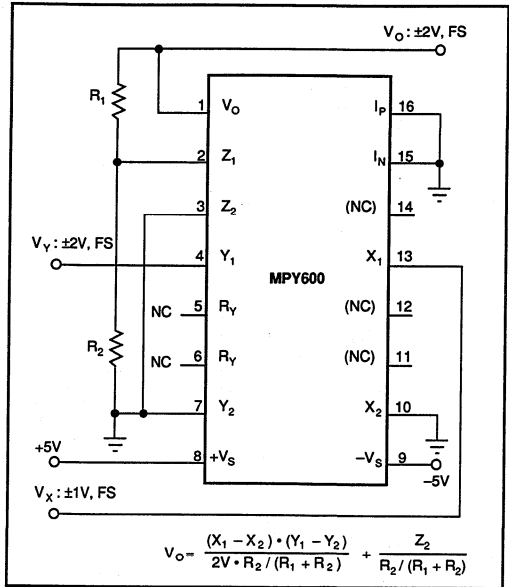 V_O : ±2V, FS
R_1
1 V_O I_P 16
2 Z_1 I_N 15
3 Z_2 (NC) 14
V_Y : ±2V, FS
4 Y_1 X_1 13
MPY600
NC 5 R_Y (NC) 12
R_2
NC 6 R_Y (NC) 11
7 Y_2 X_2 10
+5V
8 +V_S –V_S 9
–5V
V_X : ±1V, FS
V_O = (X_1 – X_2) • (Y_1 – Y_2) / 2V • R_2 / (R_1 + R_2) + Z_2 / R_2 / (R_1 + R_2)